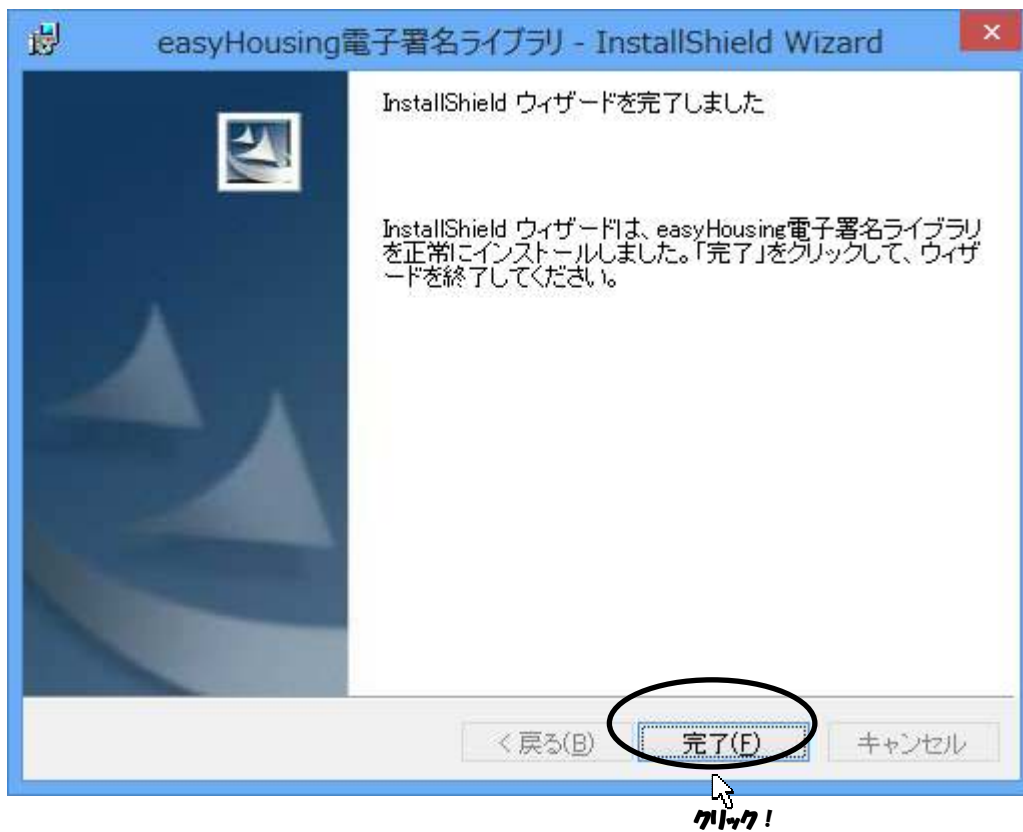 easyHousing電子署名ライブラリ - InstallShield Wizard
InstallShield ウィザードを完了しました
InstallShield ウィザードは、easyHousing電子署名ライブラリ
を正常にインストールしました。「完了」をクリックして、ウィザ
ードを終了してください。
< 戻る(B)
完了(F)
キャンセル
クリック！